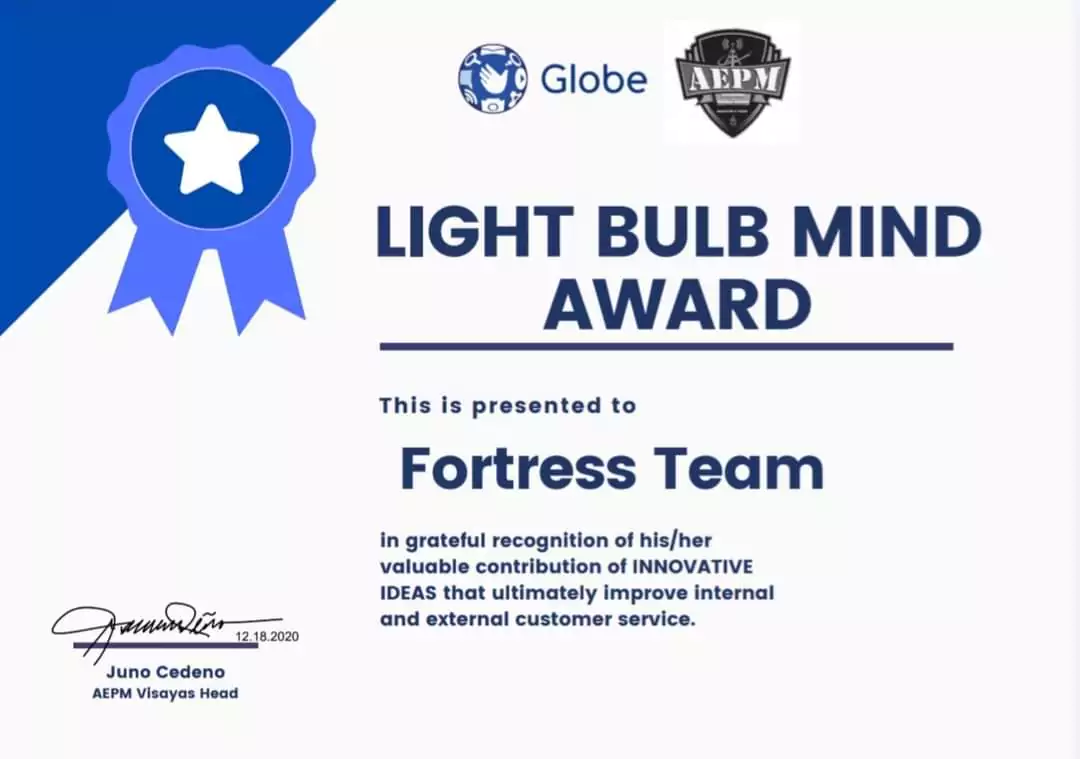 Globe
AEPM
LIGHT BULB MIND
AWARD
This is presented to
Fortress Team
in grateful recognition of his/her
valuable contribution of INNOVATIVE
IDEAS that ultimately improve internal
and external customer service.
12.18.2020
Juno Cedeno
AEPM Visayas Head